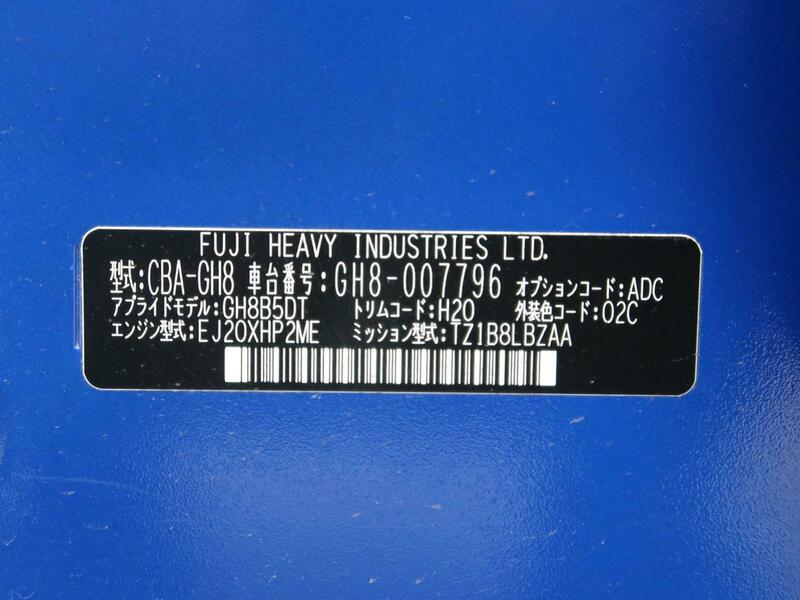 FUJI HEAVY INDUSTRIES LTD.
型式:CBA-GH8 車台番号:GH8-007796 オプションコード:ADC
アプライドモデル:GH8B5DT トリムコード:H20 外装色コード:02C
エンジン型式:EJ20XHP2ME ミッション型式:TZ1B8LBZAA